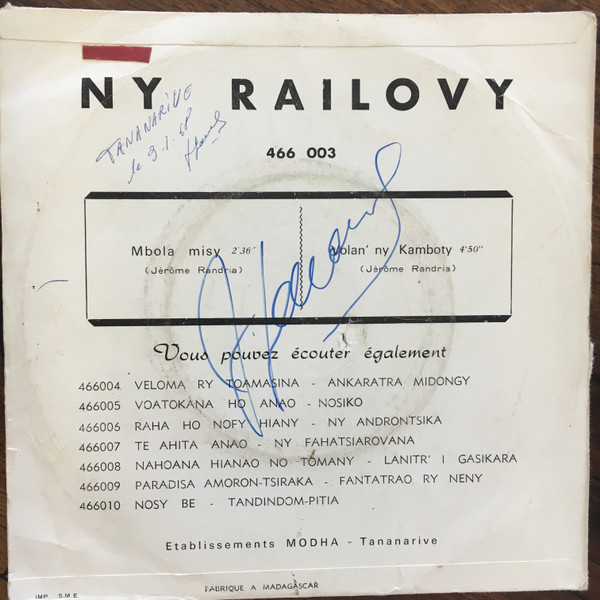 NY RAILOVY
TANANARIVE
le 9.1.68
466 003
Mbola misy 2'36"
(Jérôme Randria)
Volan' ny Kamboty 4'50"
(Jérôme Randria)
Vous pouvez écouter également
466004 VELOMA RY TOAMASINA - ANKARATRA MIDONGY
466005 VOATOKANA HO ANAO - NOSIKO
466006 RAHA HO NOFY HIANY - NY ANDRONTSIKA
466007 TE AHITA ANAO - NY FAHATSIAROVANA
466008 NAHOANA HIANAO NO TOMANY - LANITR' I GASIKARA
466009 PARADISA AMORON-TSIRAKA - FANTATRAO RY NENY
466010 NOSY BE - TANDINDOM-PITIA
Etablissements MODHA - Tananarive
FABRIQUE A MADAGASCAR
IMP. S.M.E